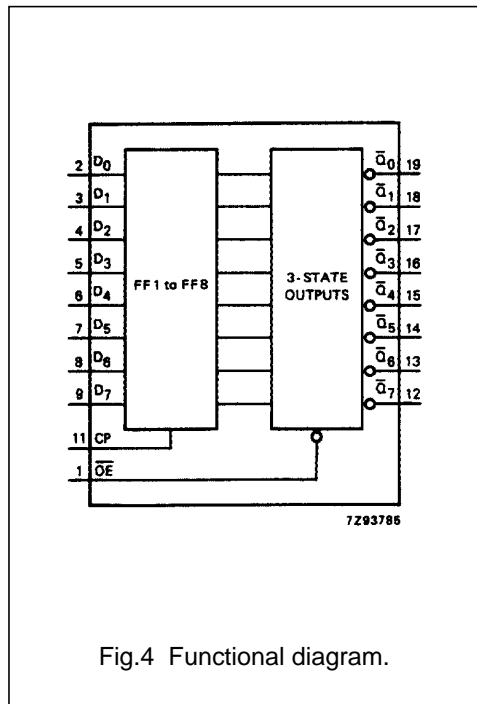 2 D₀ Q̅₀ 19
3 D₁ Q̅₁ 18
4 D₂ Q̅₂ 17
5 D₃ FF1 to FF8 3-STATE OUTPUTS Q̅₃ 16
6 D₄ Q̅₄ 15
7 D₅ Q̅₅ 14
8 D₆ Q̅₆ 13
9 D₇ Q̅₇ 12
11 CP
1 O̅E̅
7Z93785
Fig.4 Functional diagram.